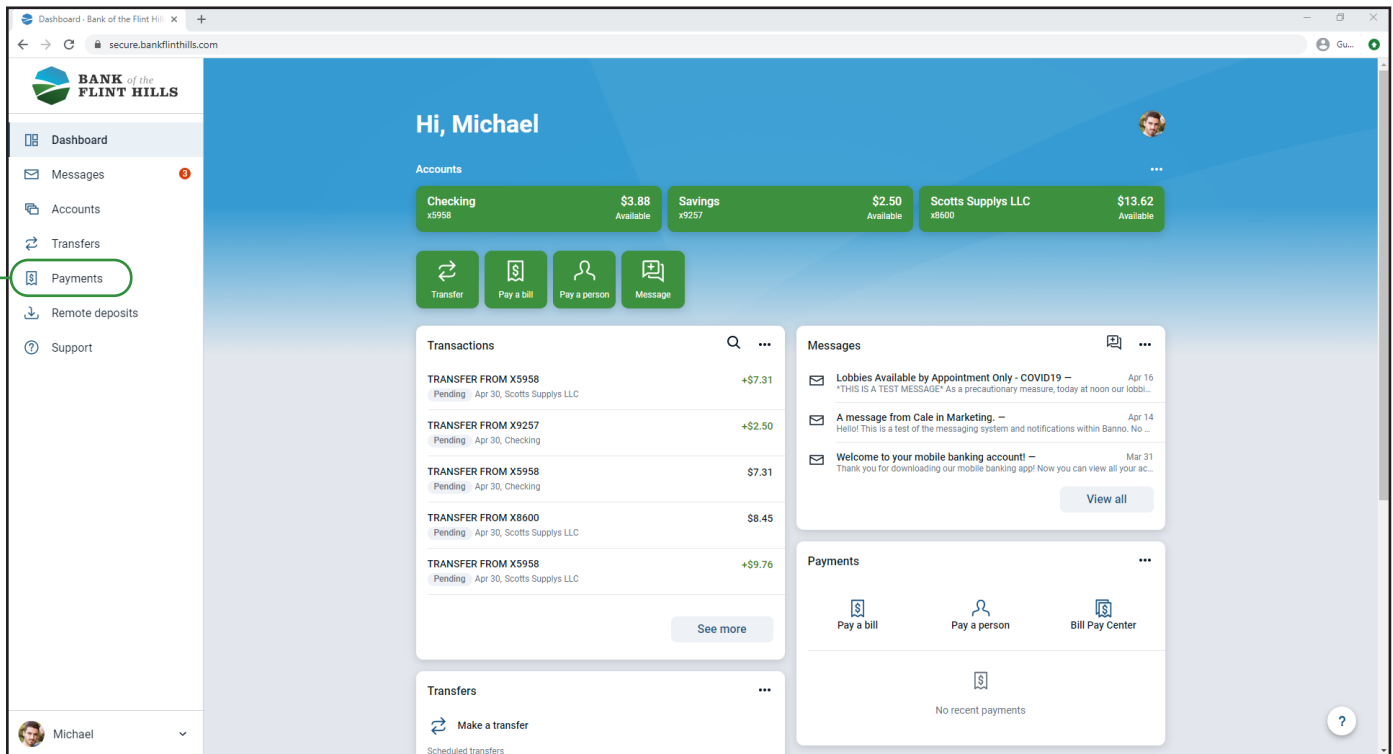 Dashboard · Bank of the Flint Hill
secure.bankflinthills.com
Gu...
BANK of the
FLINT HILLS
Dashboard
Messages 3
Accounts
Transfers
Payments
Remote deposits
Support
Michael
Hi, Michael
Accounts
Checking $3.88
x5958 Available
Savings $2.50
x9257 Available
Scotts Supplys LLC $13.62
x8600 Available
Transfer
Pay a bill
Pay a person
Message
Transactions
TRANSFER FROM X5958 +$7.31
Pending Apr 30, Scotts Supplys LLC
TRANSFER FROM X9257 +$2.50
Pending Apr 30, Checking
TRANSFER FROM X5958 $7.31
Pending Apr 30, Checking
TRANSFER FROM X8600 $8.45
Pending Apr 30, Scotts Supplys LLC
TRANSFER FROM X5958 +$9.76
Pending Apr 30, Scotts Supplys LLC
See more
Transfers
Make a transfer
Scheduled transfers
Messages
Lobbies Available by Appointment Only - COVID19 — Apr 16
*THIS IS A TEST MESSAGE* As a precautionary measure, today at noon our lobbi...
A message from Cale in Marketing. — Apr 14
Hello! This is a test of the messaging system and notifications within Banno. No ...
Welcome to your mobile banking account! — Mar 31
Thank you for downloading our mobile banking app! Now you can view all your ac...
View all
Payments
Pay a bill
Pay a person
Bill Pay Center
No recent payments
?